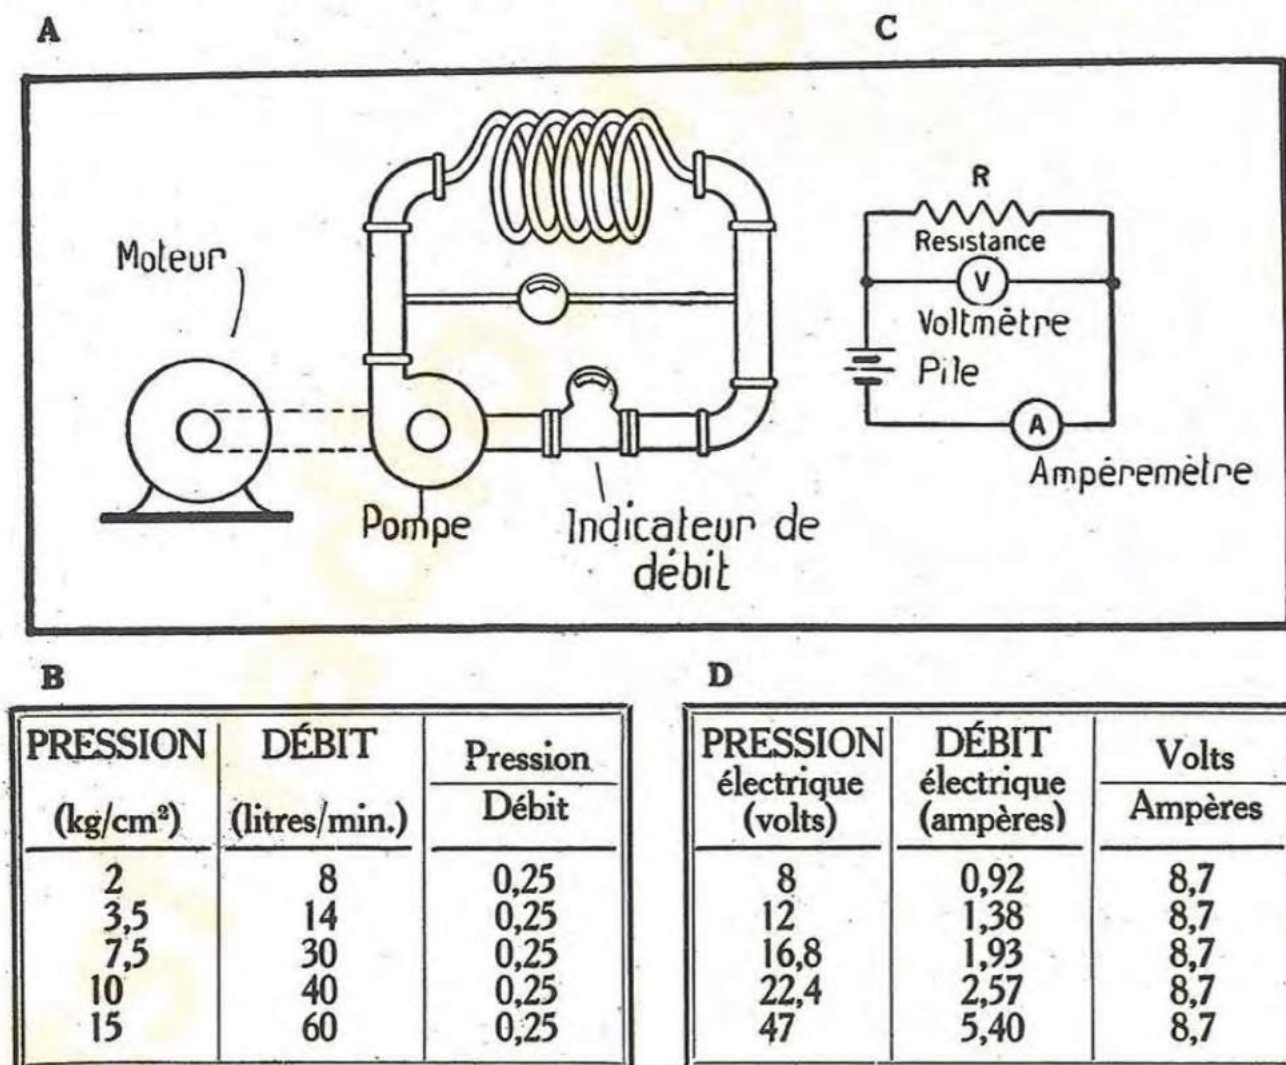 A
C
Moteur
R
Resistance
V
Voltmètre
Pile
A
Ampéremètre
Pompe
Indicateur de
débit
B
D
PRESSION DÉBIT Pression
(kg/cm²) (litres/min.) Débit
2 8 0,25
3,5 14 0,25
7,5 30 0,25
10 40 0,25
15 60 0,25
PRESSION DÉBIT Volts
électrique électrique
(volts) (ampères) Ampères
8 0,92 8,7
12 1,38 8,7
16,8 1,93 8,7
22,4 2,57 8,7
47 5,40 8,7